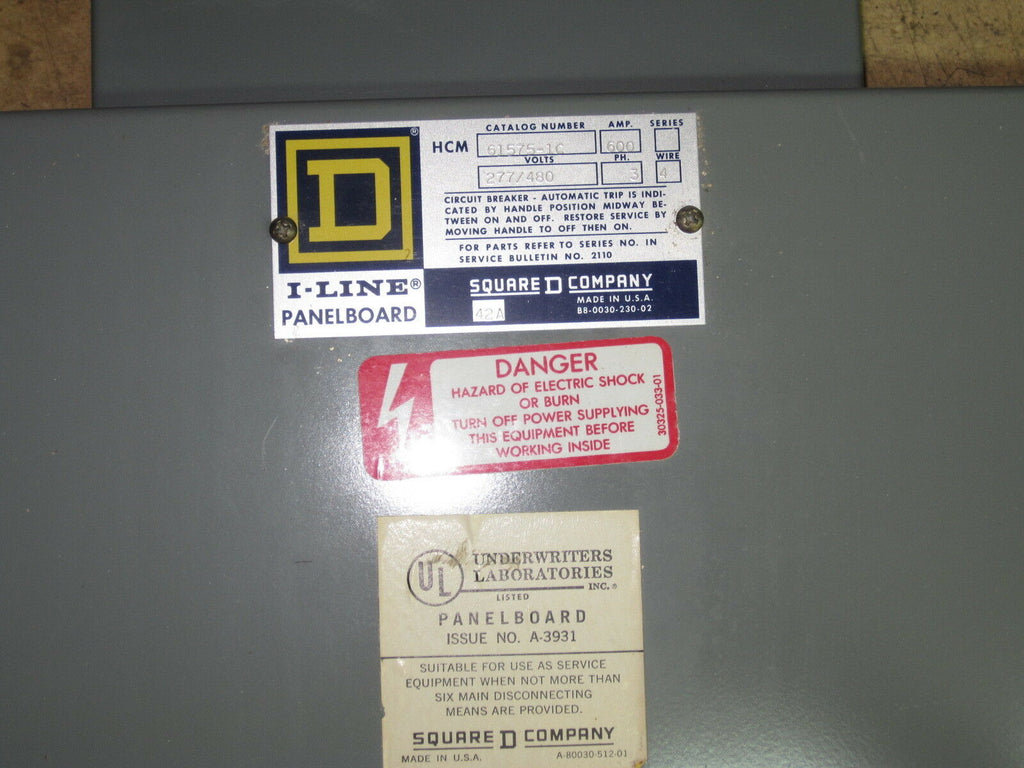 D®
CATALOG NUMBER AMP. SERIES
HCM 61575-1C 600
VOLTS PH. WIRE
277/480 3 4
CIRCUIT BREAKER - AUTOMATIC TRIP IS INDI-
CATED BY HANDLE POSITION MIDWAY BE-
TWEEN ON AND OFF. RESTORE SERVICE BY
MOVING HANDLE TO OFF THEN ON.
FOR PARTS REFER TO SERIES NO. IN
SERVICE BULLETIN NO. 2110
I-LINE®
PANELBOARD
SQUARE D COMPANY
42A
MADE IN U.S.A.
B8-0030-230-02
DANGER
HAZARD OF ELECTRIC SHOCK
OR BURN
TURN OFF POWER SUPPLYING
THIS EQUIPMENT BEFORE
WORKING INSIDE
30325-033-01
UL
UNDERWRITERS
LABORATORIES
INC.®
LISTED
PANELBOARD
ISSUE NO. A-3931
SUITABLE FOR USE AS SERVICE
EQUIPMENT WHEN NOT MORE THAN
SIX MAIN DISCONNECTING
MEANS ARE PROVIDED.
SQUARE D COMPANY
MADE IN U.S.A. A-80030-512-01